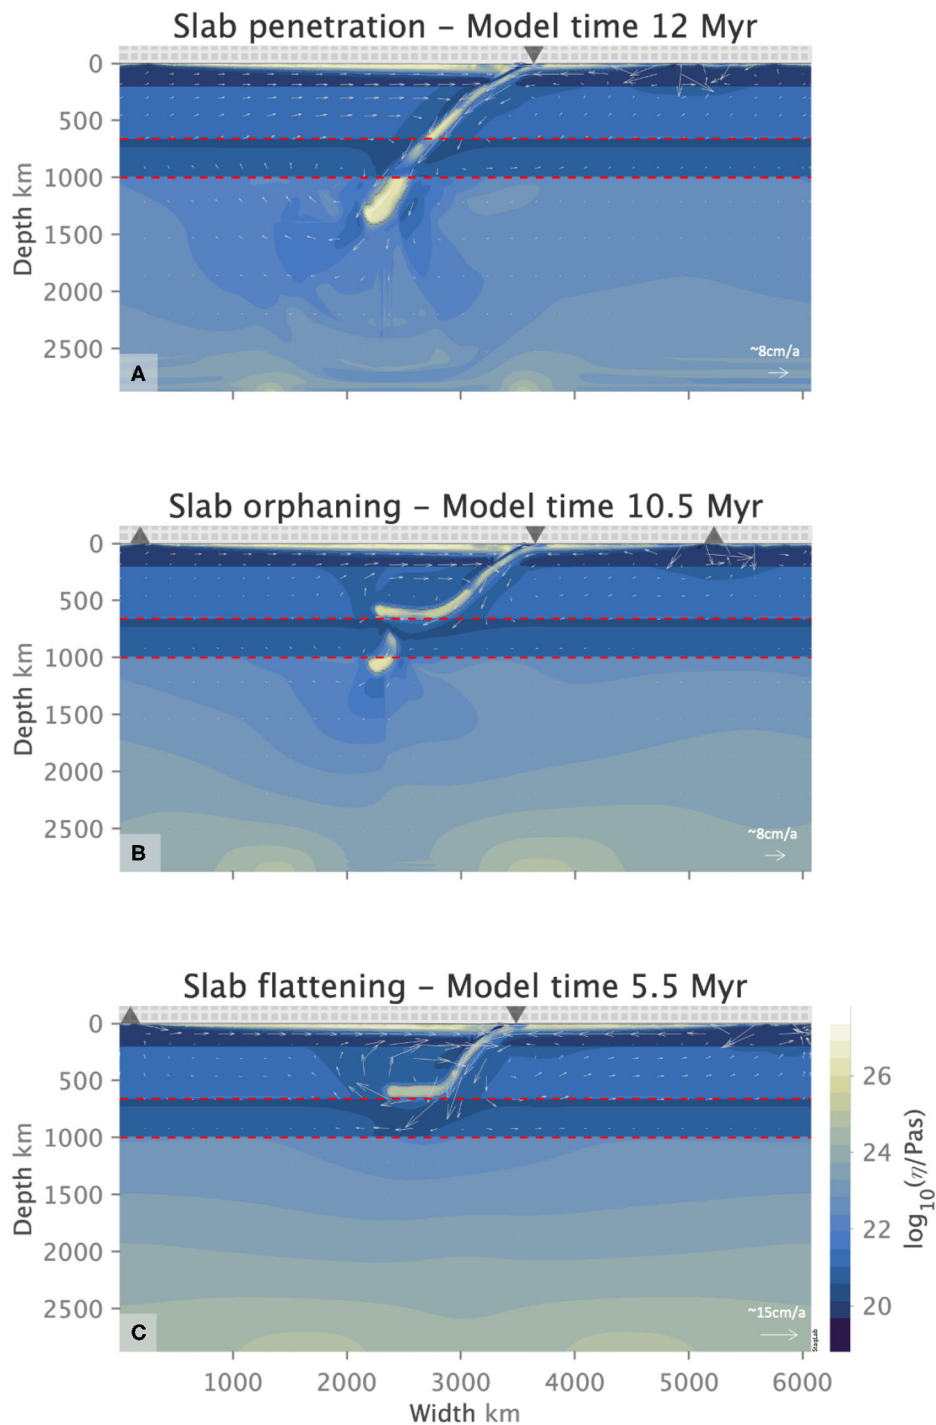 Slab penetration – Model time 12 Myr
0
500
1000
1500
2000
2500
Depth km
~8cm/a
A
Slab orphaning – Model time 10.5 Myr
0
500
1000
1500
2000
2500
Depth km
~8cm/a
B
Slab flattening – Model time 5.5 Myr
0
500
1000
1500
2000
2500
Depth km
~15cm/a
C
StagLab
26
24
22
20
log10(η/Pas)
1000 2000 3000 4000 5000 6000
Width km